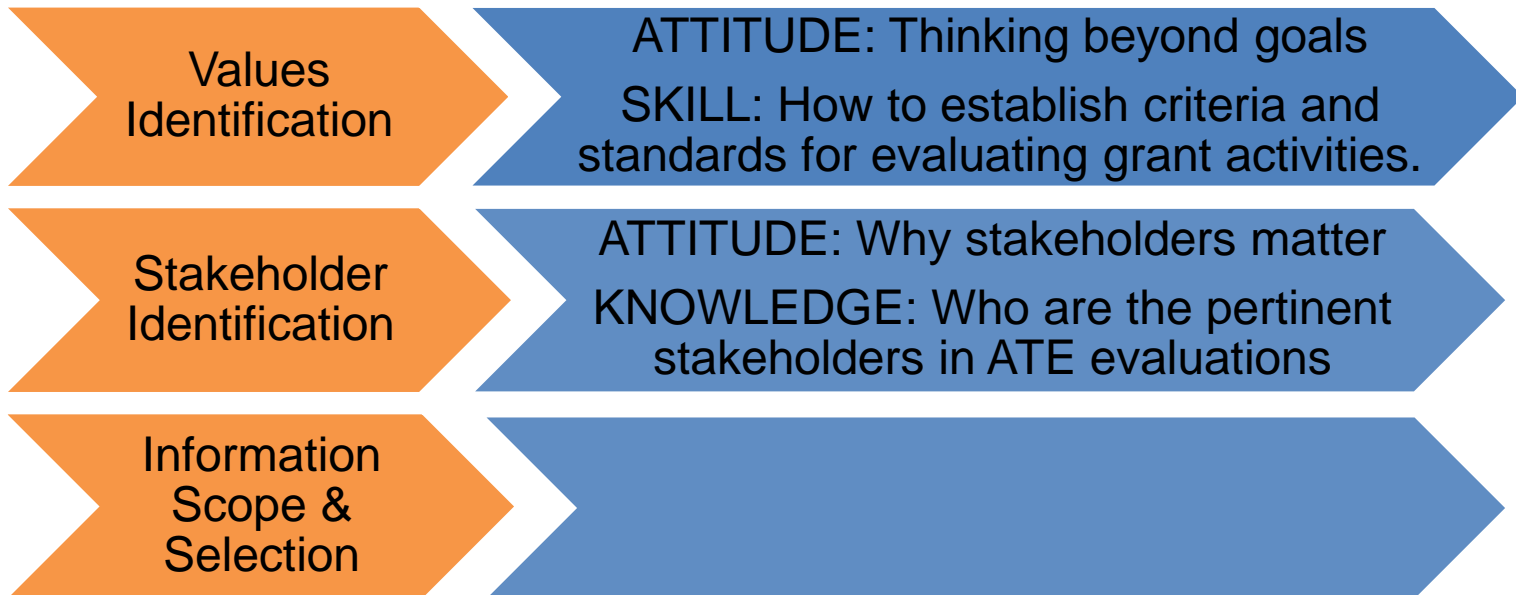 Values
Identification
ATTITUDE: Thinking beyond goals
SKILL: How to establish criteria and
standards for evaluating grant activities.
Stakeholder
Identification
ATTITUDE: Why stakeholders matter
KNOWLEDGE: Who are the pertinent
stakeholders in ATE evaluations
Information
Scope &
Selection